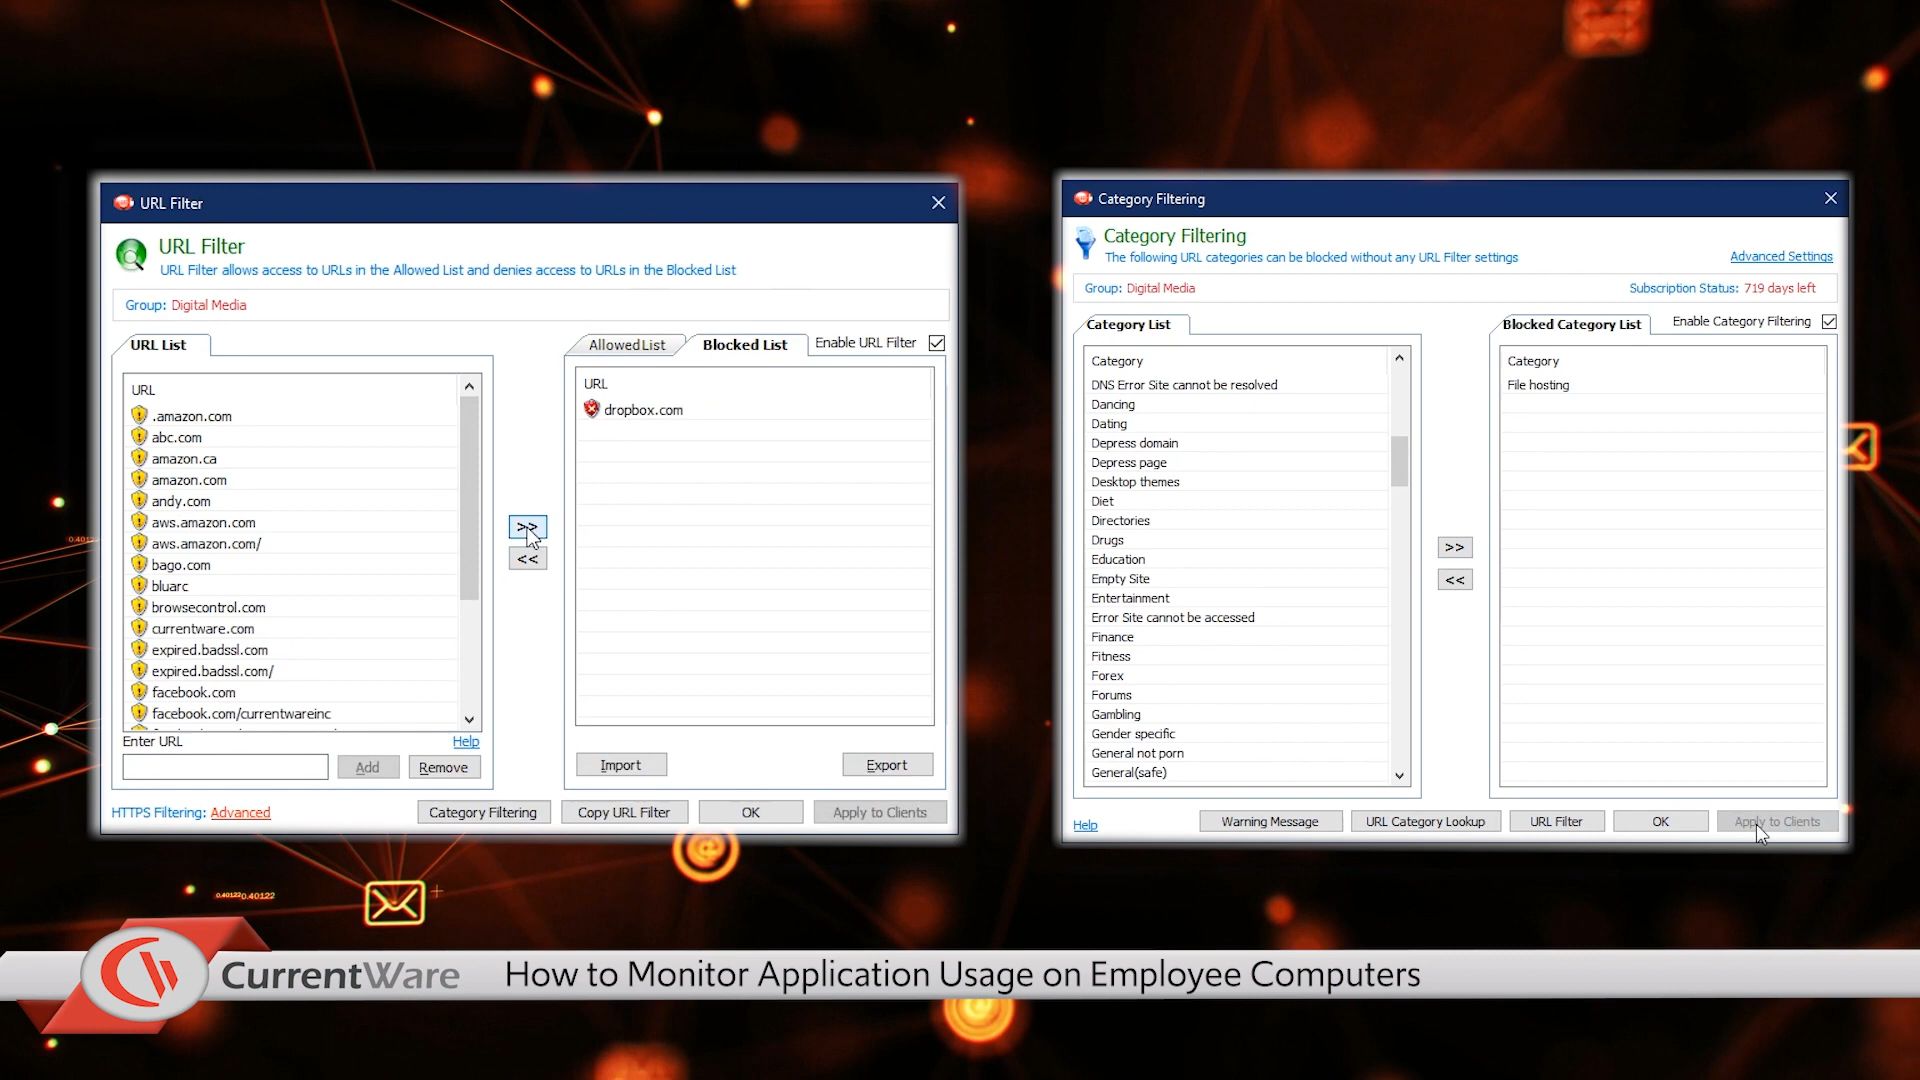 URL Filter
URL Filter
URL Filter allows access to URLs in the Allowed List and denies access to URLs in the Blocked List
Group: Digital Media
URL List
Allowed List
Blocked List
Enable URL Filter
URL
.amazon.com
abc.com
amazon.ca
amazon.com
andy.com
aws.amazon.com
aws.amazon.com/
bago.com
bluarc
browsecontrol.com
currentware.com
expired.badssl.com
expired.badssl.com/
facebook.com
facebook.com/currentwareinc
>>
<<
URL
dropbox.com
Enter URL
Help
Add
Remove
Import
Export
HTTPS Filtering: Advanced
Category Filtering
Copy URL Filter
OK
Apply to Clients
Category Filtering
Category Filtering
The following URL categories can be blocked without any URL Filter settings
Advanced Settings
Group: Digital Media
Subscription Status: 719 days left
Category List
Blocked Category List
Enable Category Filtering
Category
DNS Error Site cannot be resolved
Dancing
Dating
Depress domain
Depress page
Desktop themes
Diet
Directories
Drugs
Education
Empty Site
Entertainment
Error Site cannot be accessed
Finance
Fitness
Forex
Forums
Gambling
Gender specific
General not porn
General(safe)
>>
<<
Category
File hosting
Help
Warning Message
URL Category Lookup
URL Filter
OK
Apply to Clients
0.40122
CurrentWare
How to Monitor Application Usage on Employee Computers